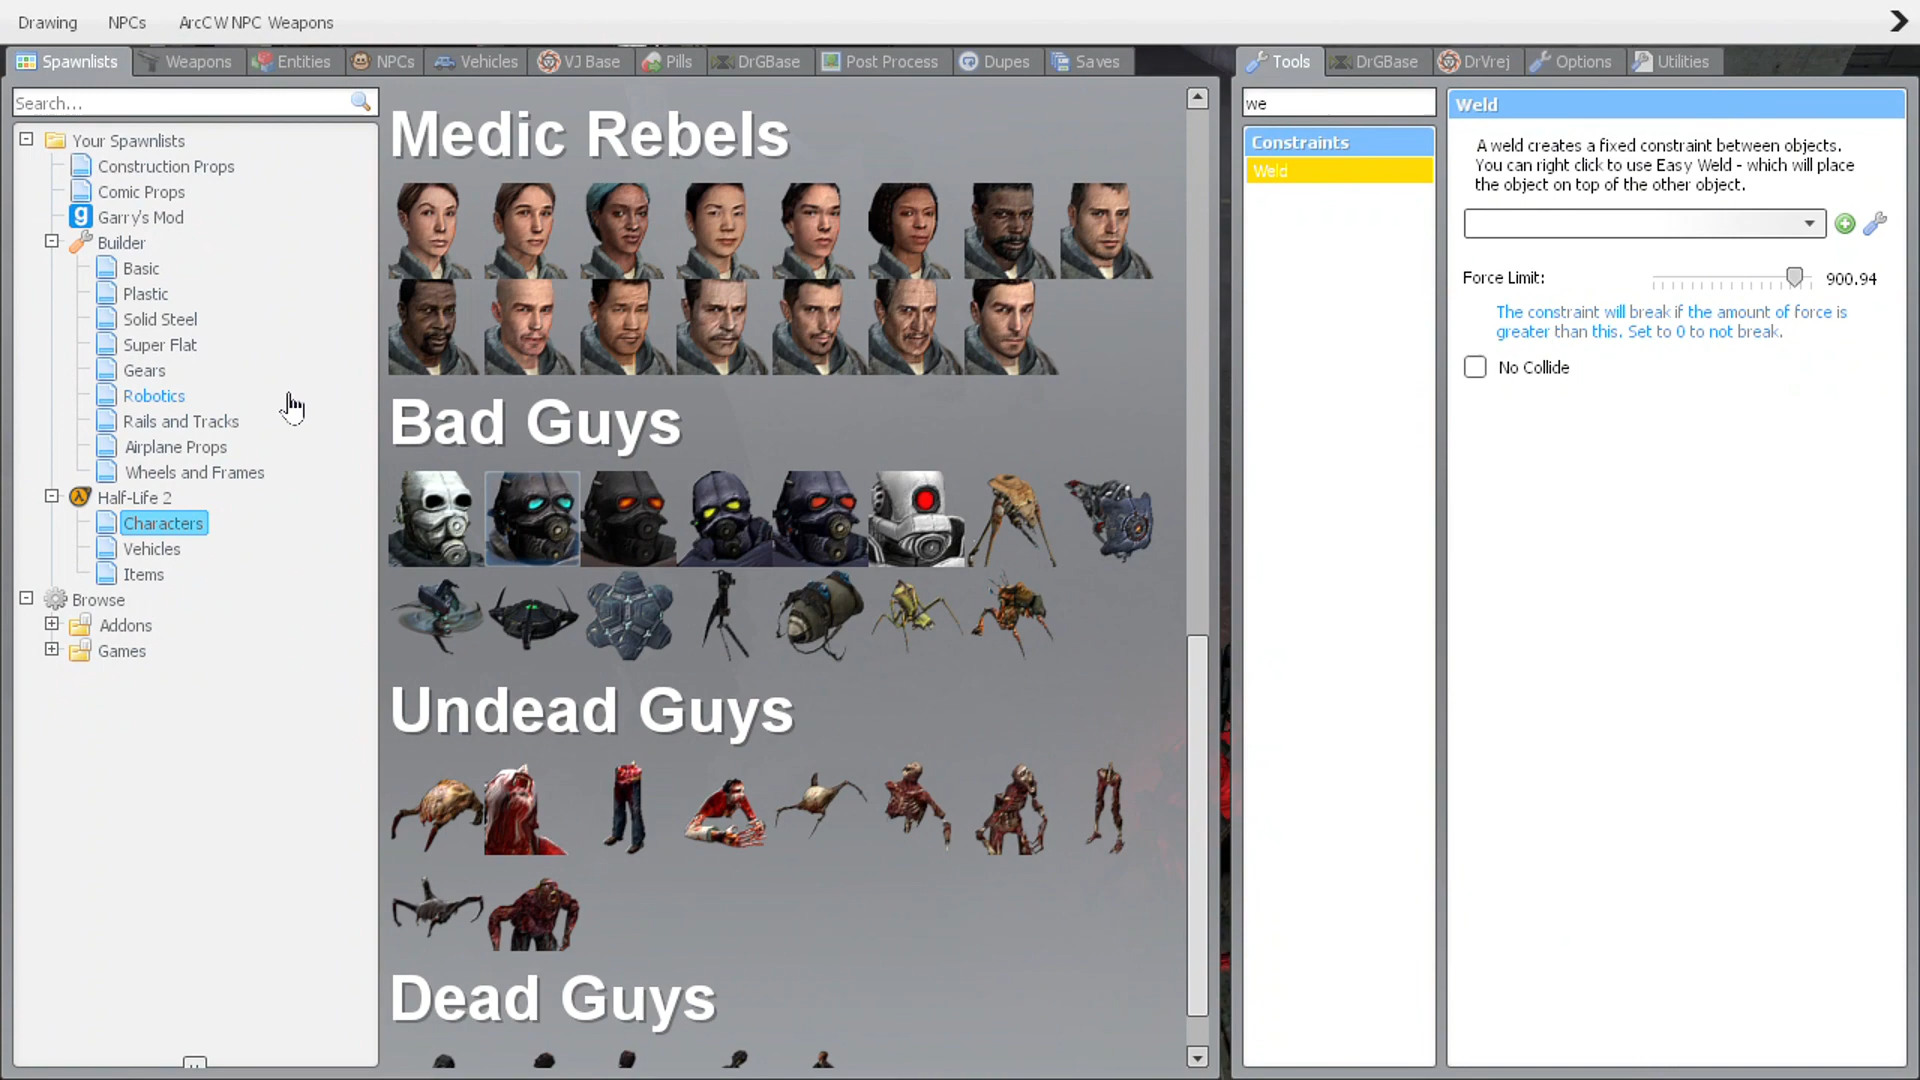 Drawing NPCs ArcCW NPC Weapons
Spawnlists Weapons Entities NPCs Vehicles VJ Base Pills DrGBase Post Process Dupes Saves
Search...
Your Spawnlists
Construction Props
Comic Props
Garry's Mod
Builder
Basic
Plastic
Solid Steel
Super Flat
Gears
Robotics
Rails and Tracks
Airplane Props
Wheels and Frames
Half-Life 2
Characters
Vehicles
Items
Browse
Addons
Games
Medic Rebels
Bad Guys
Undead Guys
Dead Guys
Tools DrGBase DrVrej Options Utilities
we
Constraints
Weld
Weld
A weld creates a fixed constraint between objects.
You can right click to use Easy Weld - which will place
the object on top of the other object.
Force Limit: 900.94
The constraint will break if the amount of force is
greater than this. Set to 0 to not break.
No Collide